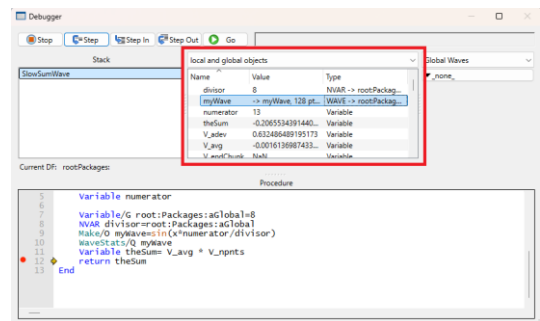 Debugger
Stop Step Step In Step Out Go
Stack local and global objects Global Waves
SlowSumWave Name Value Type _none_
divisor 8 NVAR -> root:Packag...
myWave -> myWave, 128 pt... WAVE -> root:Packag...
numerator 13 Variable
theSum -0.2065534391440... Variable
V_adev 0.632486489195173 Variable
V_avg -0.0016136987433... Variable
V_endChunk NaN Variable
Current DF: root:Packages:
Procedure
5 Variable numerator
6
7 Variable/G root:Packages:aGlobal=8
8 NVAR divisor=root:Packages:aGlobal
9 Make/O myWave=sin(x*numerator/divisor)
10 WaveStats/Q myWave
11 Variable theSum= V_avg * V_npnts
12 return theSum
13 End